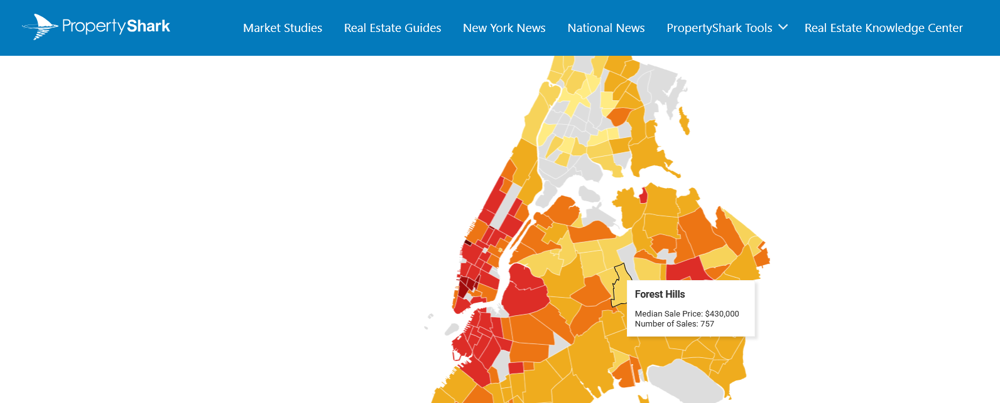 PropertyShark
Market Studies
Real Estate Guides
New York News
National News
PropertyShark Tools
Real Estate Knowledge Center
Forest Hills
Median Sale Price: $430,000
Number of Sales: 757